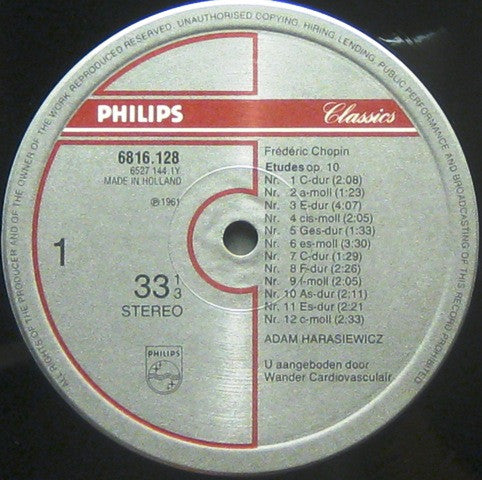 ALL RIGHTS OF THE PRODUCER AND OF THE OWNER OF THE WORK REPRODUCED RESERVED. UNAUTHORISED COPYING, HIRING, LENDING, PUBLIC PERFORMANCE AND BROADCASTING OF THIS RECORD PROHIBITED
PHILIPS
Classics
6816.128
6527 144.1Y
MADE IN HOLLAND
℗ 1961
1
33 1/3
STEREO
PHILIPS
Frédéric Chopin
Etudes op. 10
Nr. 1 C-dur (2.08)
Nr. 2 a-moll (1:23)
Nr. 3 E-dur (4:07)
Nr. 4 cis-moll (2:05)
Nr. 5 Ges-dur (1:33)
Nr. 6 es-moll (3:30)
Nr. 7 C-dur (1:29)
Nr. 8 F-dur (2:26)
Nr. 9 f-moll (2:05)
Nr. 10 As-dur (2:11)
Nr. 11 Es-dur (2:21
Nr. 12 c-moll (2:33)
ADAM HARASIEWICZ
U aangeboden door
Wander Cardiovasculair